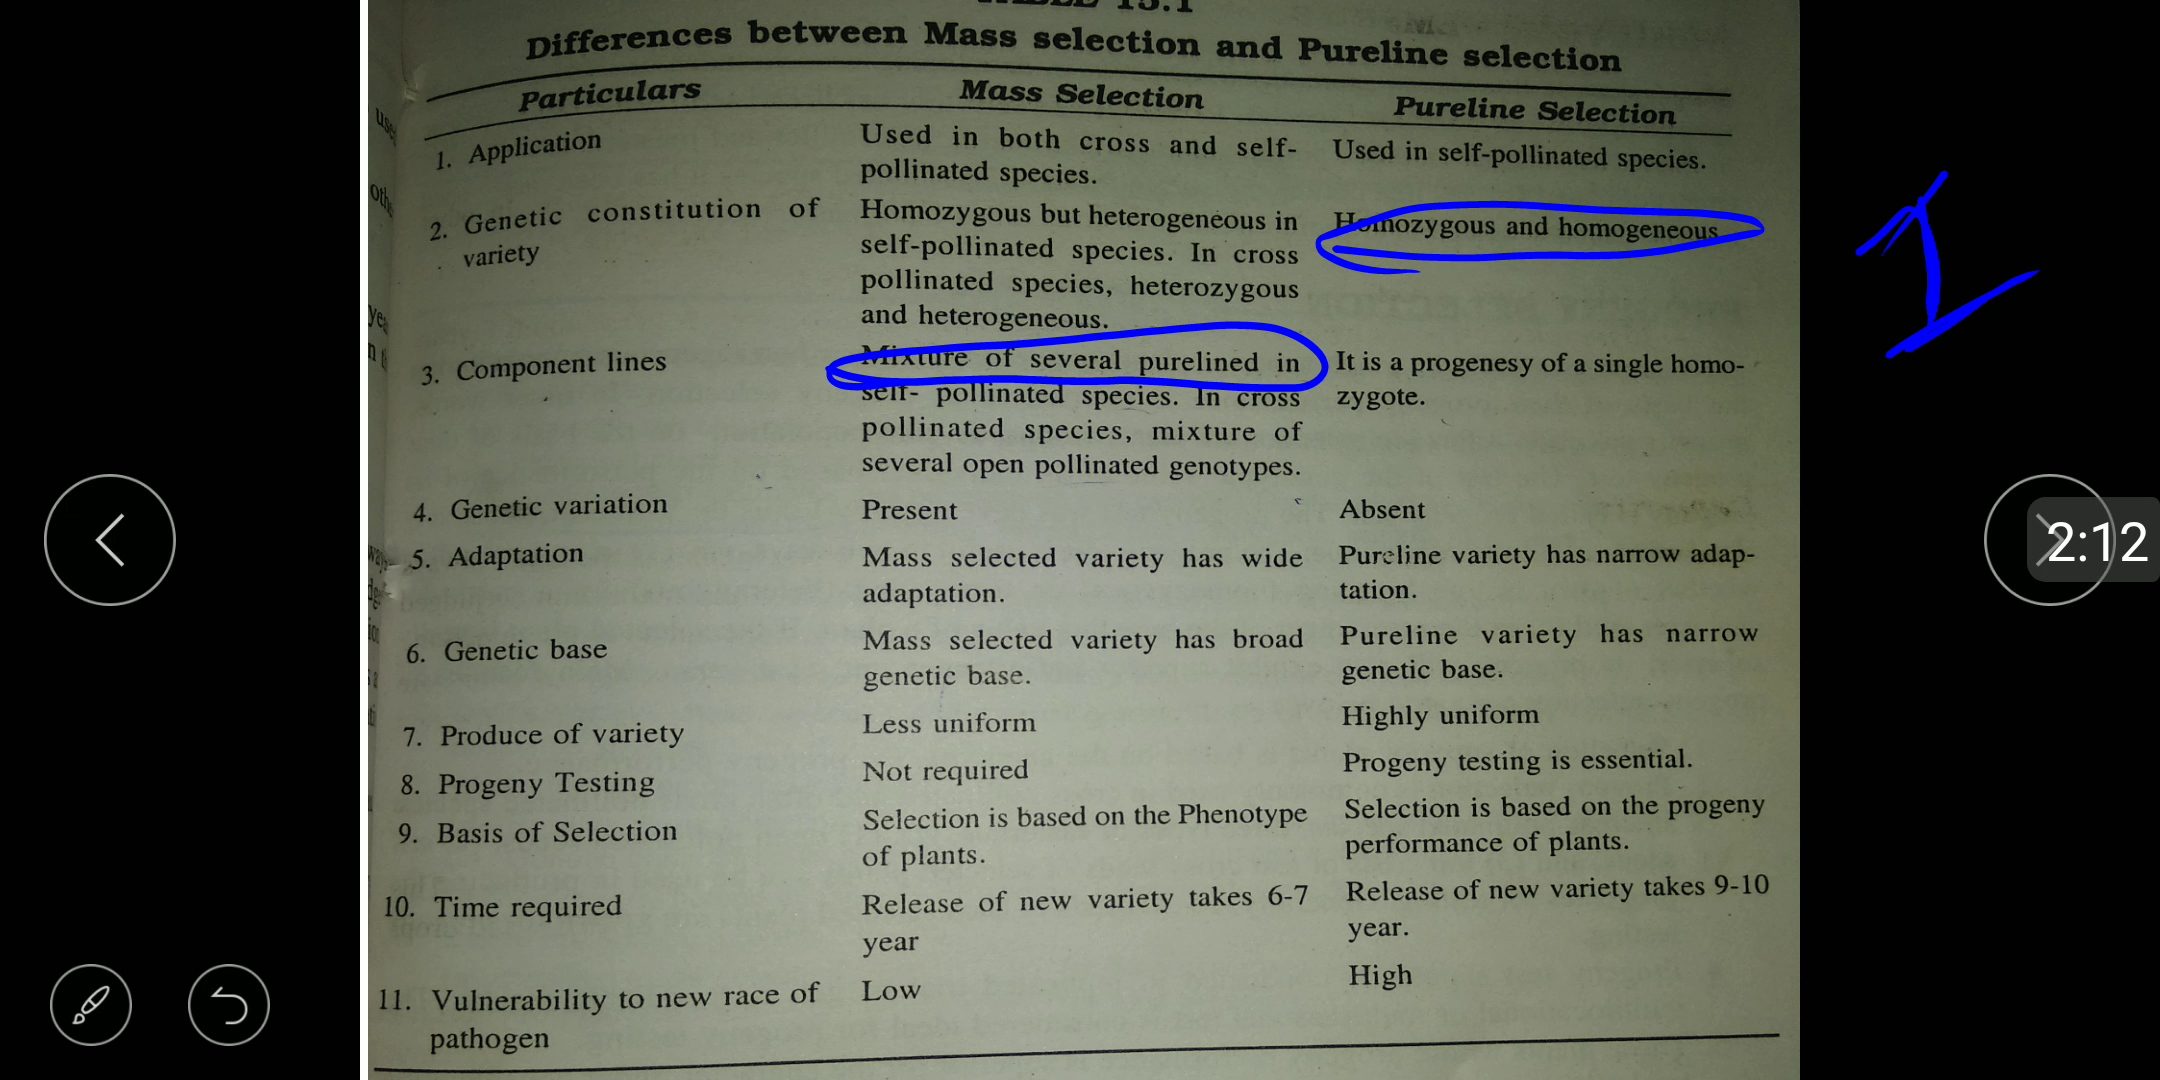 Differences between Mass selection and Pureline selection
Particulars Mass Selection Pureline Selection
1. Application Used in both cross and self- Used in self-pollinated species.
pollinated species.
2. Genetic constitution of Homozygous but heterogeneous in Homozygous and homogeneous
variety self-pollinated species. In cross
pollinated species, heterozygous
and heterogeneous.
3. Component lines Mixture of several purelined in It is a progenesy of a single homo-
self- pollinated species. In cross zygote.
pollinated species, mixture of
several open pollinated genotypes.
4. Genetic variation Present Absent
5. Adaptation Mass selected variety has wide Pureline variety has narrow adap-
adaptation. tation.
6. Genetic base Mass selected variety has broad Pureline variety has narrow
genetic base. genetic base.
7. Produce of variety Less uniform Highly uniform
8. Progeny Testing Not required Progeny testing is essential.
9. Basis of Selection Selection is based on the Phenotype Selection is based on the progeny
of plants. performance of plants.
10. Time required Release of new variety takes 6-7 Release of new variety takes 9-10
year year.
11. Vulnerability to new race of Low High
pathogen
1
2:12